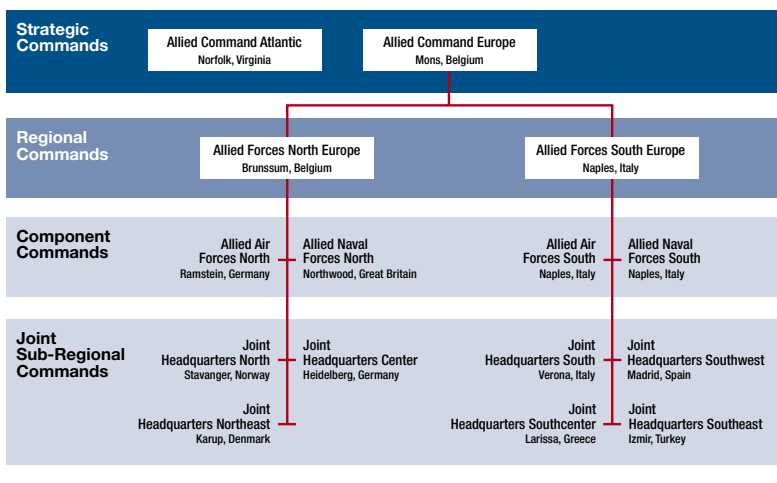 Strategic
Commands
Allied Command Atlantic
Norfolk, Virginia
Allied Command Europe
Mons, Belgium
Regional
Commands
Allied Forces North Europe
Brunssum, Belgium
Allied Forces South Europe
Naples, Italy
Component
Commands
Allied Air
Forces North
Ramstein, Germany
Allied Naval
Forces North
Northwood, Great Britain
Allied Air
Forces South
Naples, Italy
Allied Naval
Forces South
Naples, Italy
Joint
Sub-Regional
Commands
Joint
Headquarters North
Stavanger, Norway
Joint
Headquarters Center
Heidelberg, Germany
Joint
Headquarters South
Verona, Italy
Joint
Headquarters Southwest
Madrid, Spain
Joint
Headquarters Northeast
Karup, Denmark
Joint
Headquarters Southcenter
Larissa, Greece
Joint
Headquarters Southeast
Izmir, Turkey